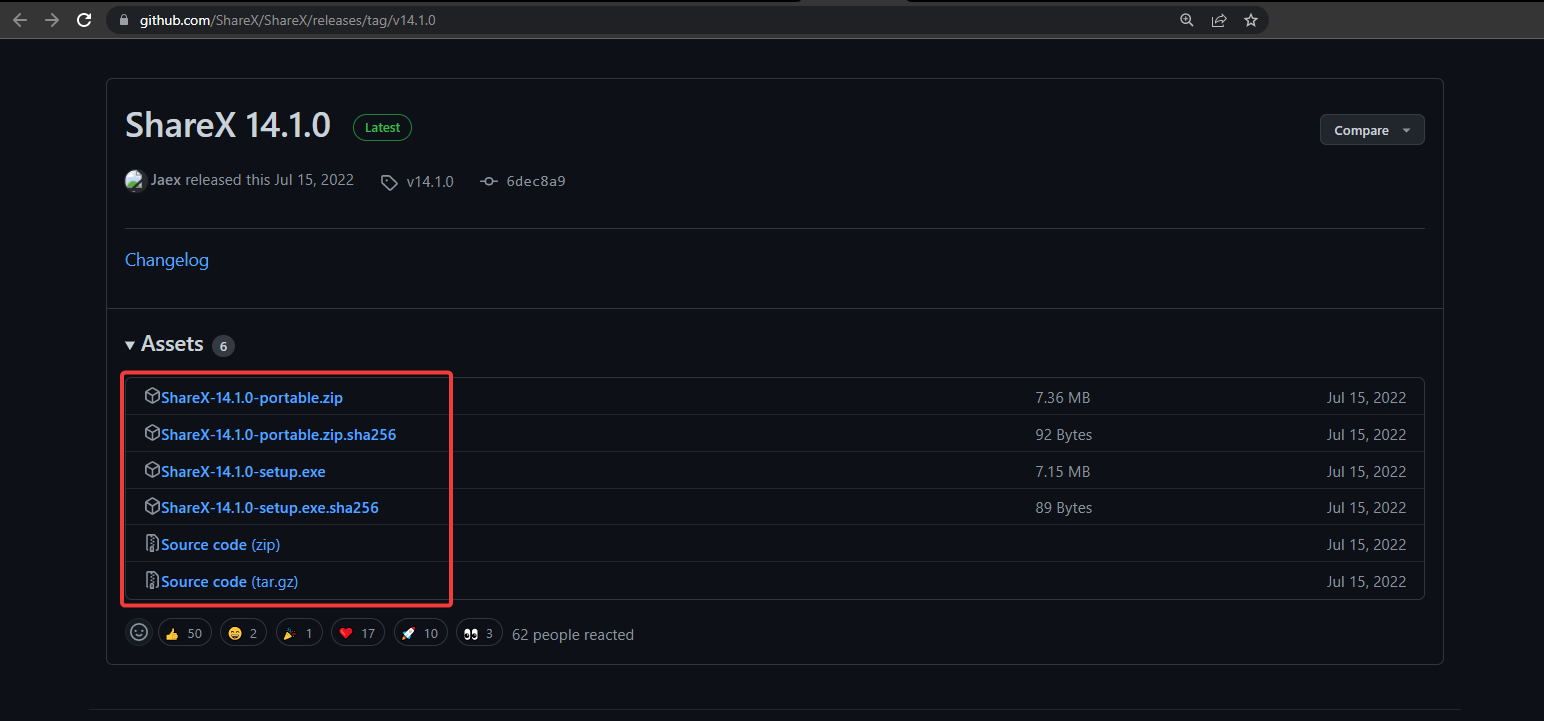 github.com/ShareX/ShareX/releases/tag/v14.1.0
ShareX 14.1.0 Latest
Compare
Jaex released this Jul 15, 2022 v14.1.0 6dec8a9
Changelog
Assets 6
ShareX-14.1.0-portable.zip 7.36 MB Jul 15, 2022
ShareX-14.1.0-portable.zip.sha256 92 Bytes Jul 15, 2022
ShareX-14.1.0-setup.exe 7.15 MB Jul 15, 2022
ShareX-14.1.0-setup.exe.sha256 89 Bytes Jul 15, 2022
Source code (zip) Jul 15, 2022
Source code (tar.gz) Jul 15, 2022
50 2 1 17 10 3 62 people reacted